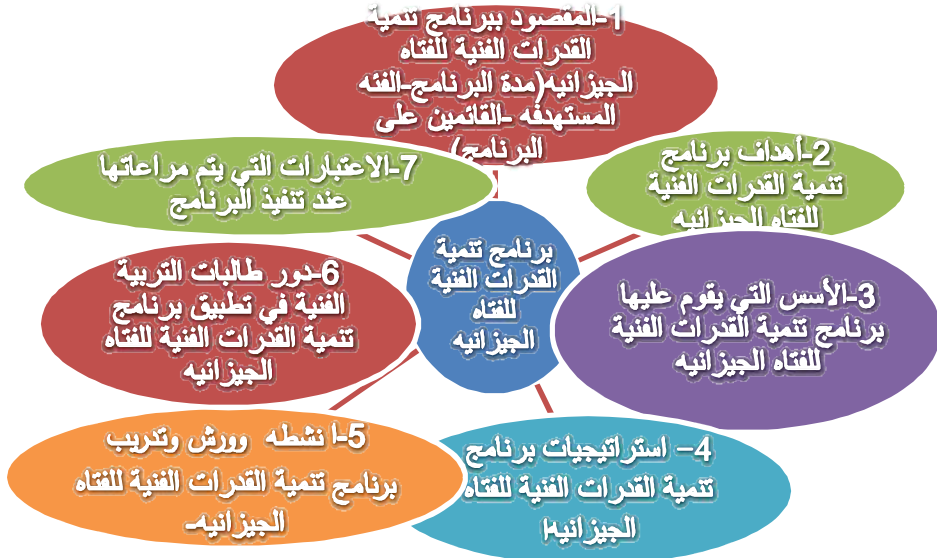 1-المقصود ببرنامج تنمية
القدرات الفنية للفتاه
الجيزانيه(مدة البرنامج-الفئه
المستهدفه -القائمين على
البرنامج)
2-أهداف برنامج
تنمية القدرات الفنية
للفتاه الجيزانيه
3-الأسس التي يقوم عليها
برنامج تنمية القدرات الفنية
للفتاه الجيزانيه
4– استراتيجيات برنامج
تنمية القدرات الفنية للفتاه
الجيزانيها
5-ا نشطه وورش وتدريب
برنامج تنمية القدرات الفنية للفتاه
الجيزانيه-
6-دور طالبات التربية
الفنية في تطبيق برنامج
تنمية القدرات الفنية للفتاه
الجيزانيه
7-الاعتبارات التي يتم مراعاتها
عند تنفيذ البرنامج
برنامج تنمية
القدرات الفنية
للفتاه
الجيزانيه